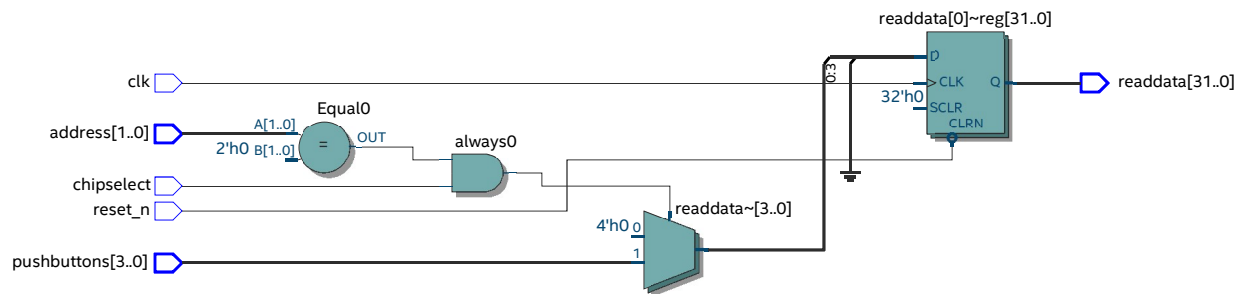 readdata[0]~reg[31..0]
D
0:3
clk
CLK
Q
readdata[31..0]
32'h0
SCLR
Equal0
CLRN
A[1..0]
address[1..0]
=
OUT
2'h0
B[1..0]
always0
chipselect
reset_n
readdata~[3..0]
4'h0
0
1
pushbuttons[3..0]